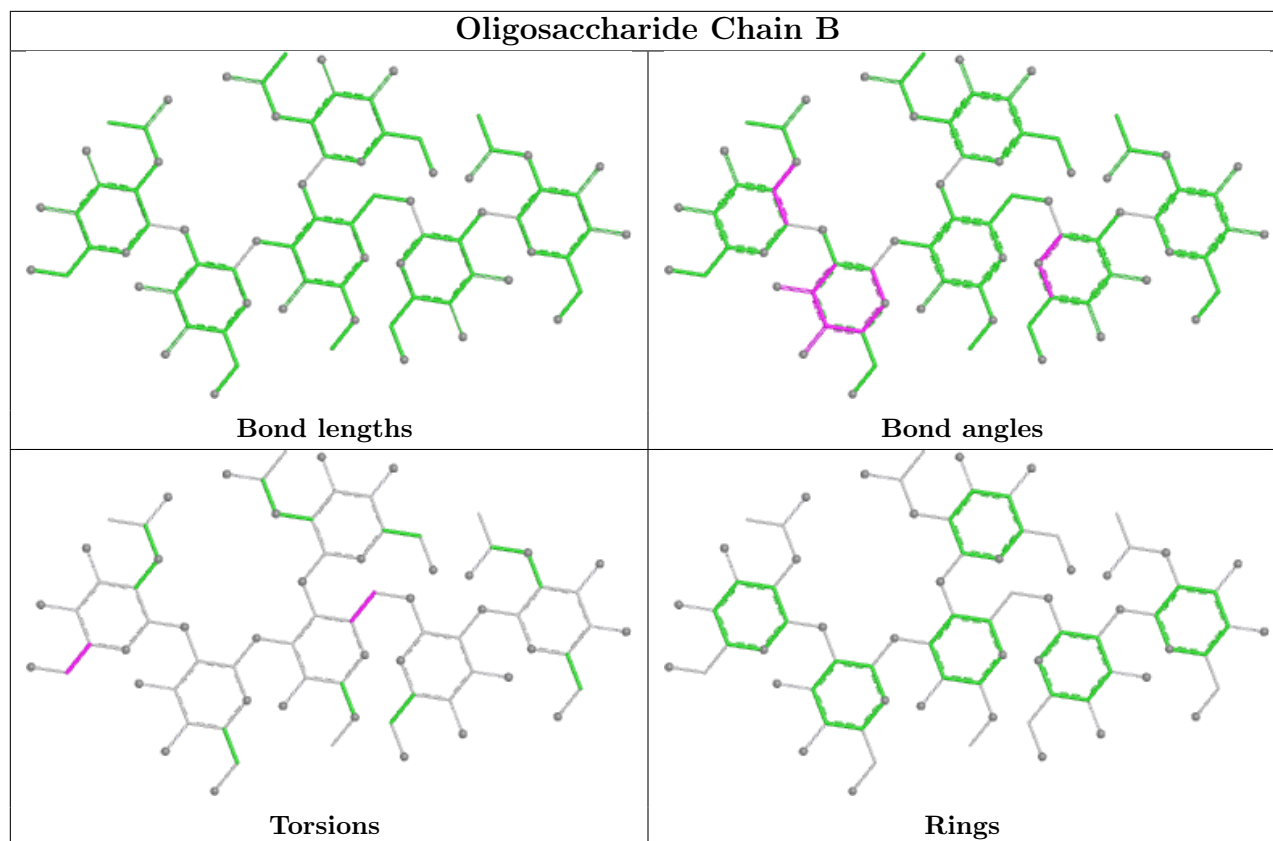 Oligosaccharide Chain B
Bond lengths
Bond angles
Torsions
Rings